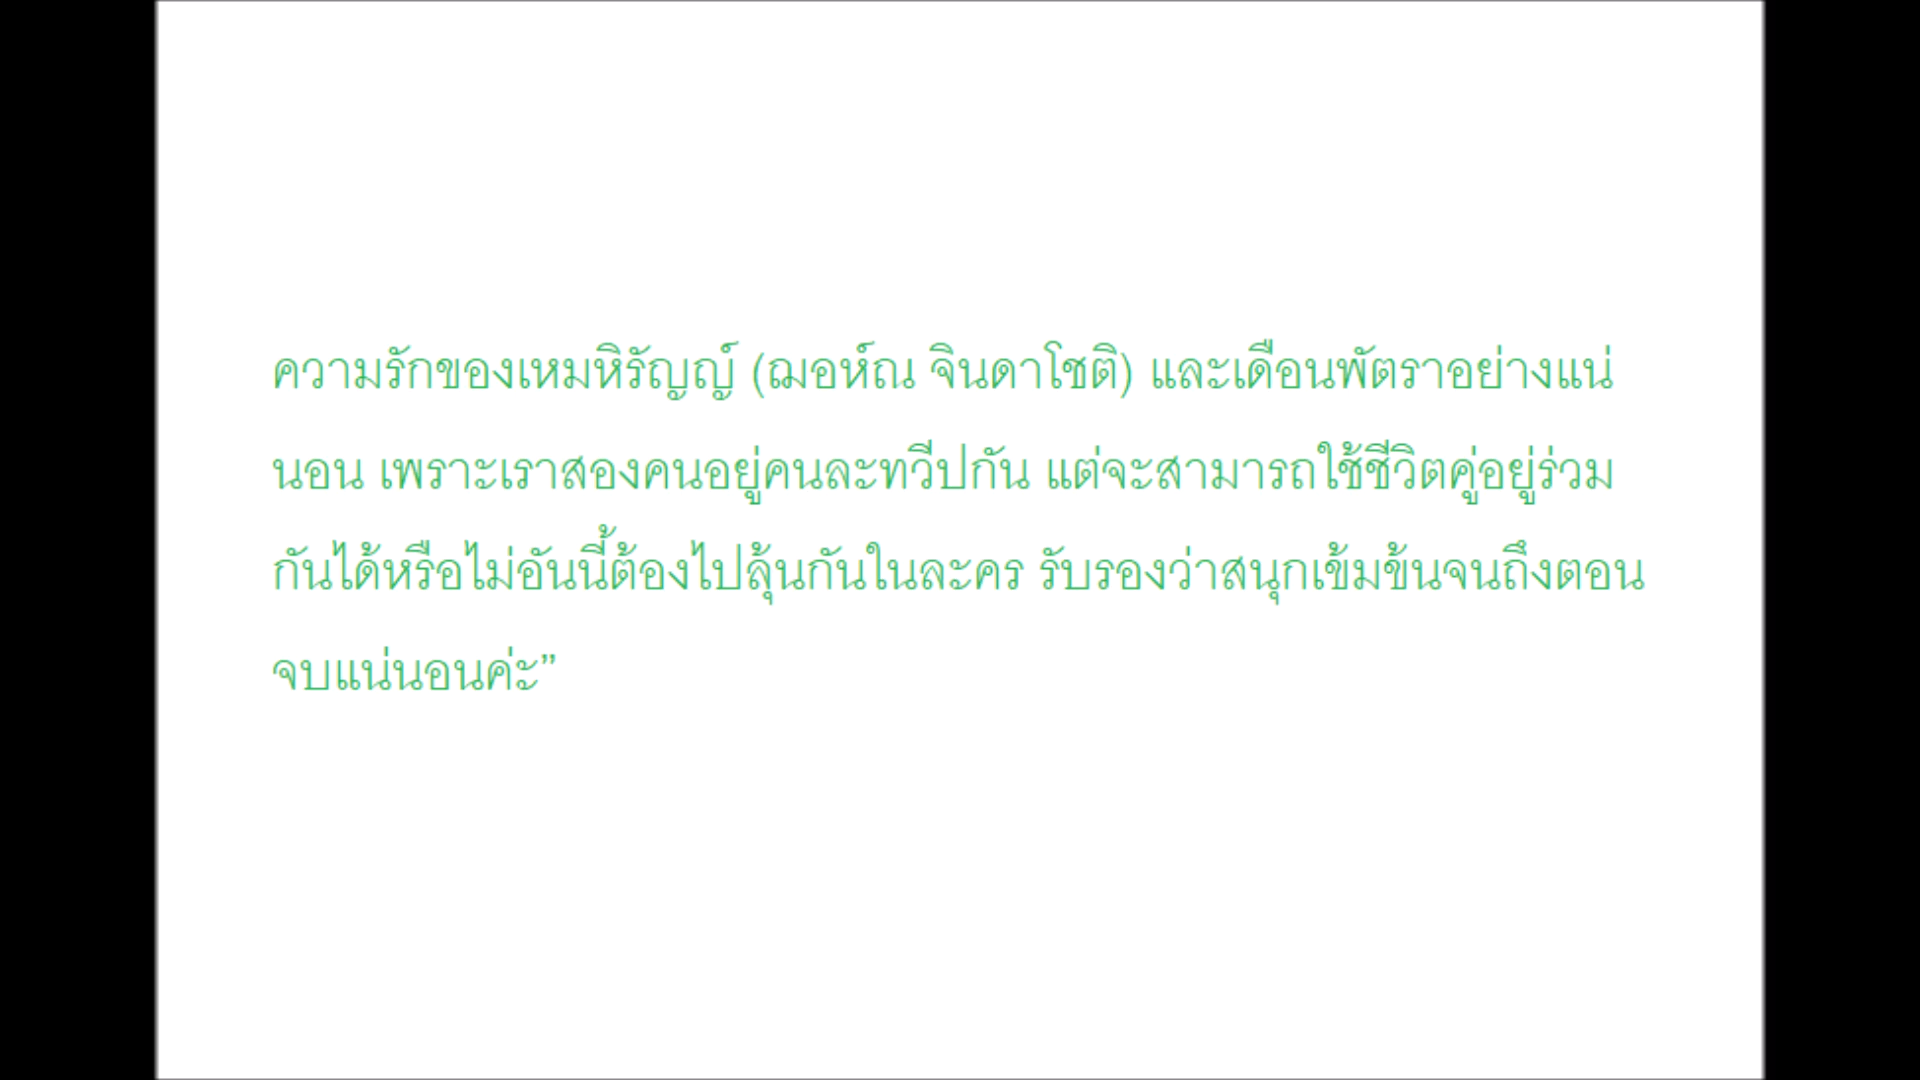 ความรักของเหมหิรัญญ์ (ฌอห์ณ จินดาโชติ) และเดือนพัตราอย่างแน่
นอน เพราะเราสองคนอยู่คนละทวีปกัน แต่จะสามารถใช้ชีวิตคู่อยู่ร่วม
กันได้หรือไม่อันนี้ต้องไปลุ้นกันในละคร รับรองว่าสนุกเข้มข้นจนถึงตอน
จบแน่นอนค่ะ”